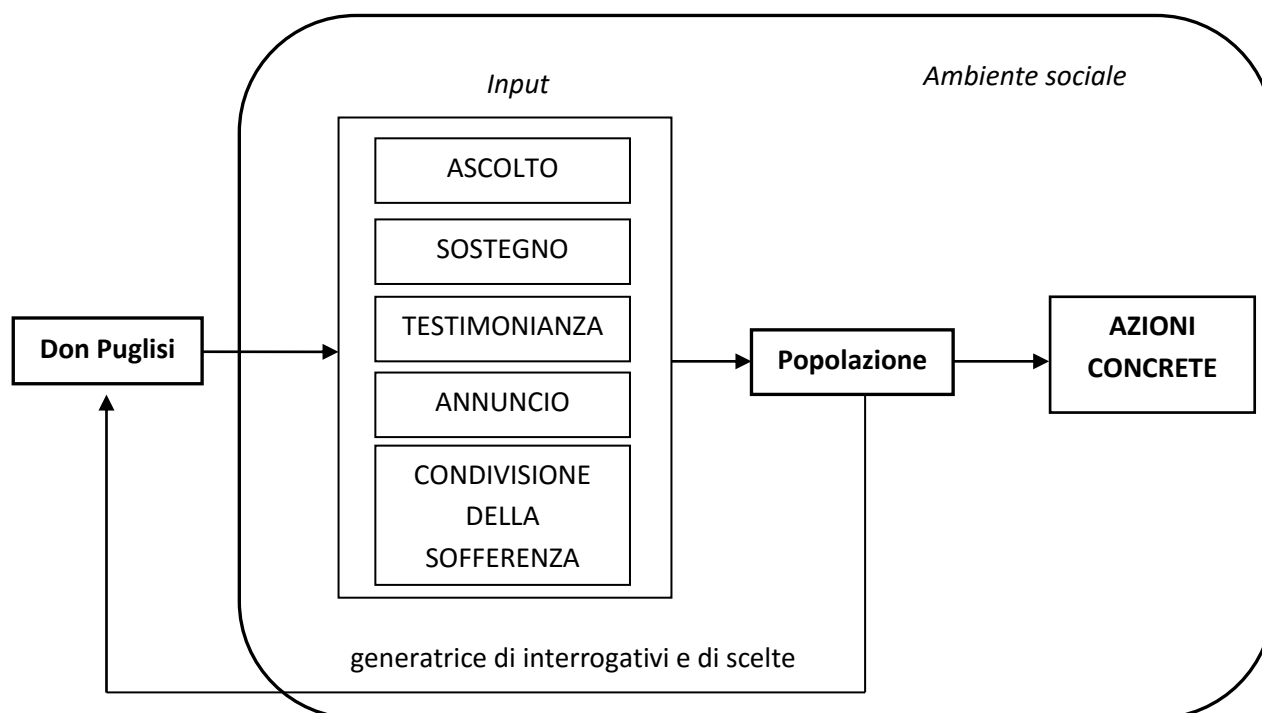 Input
Ambiente sociale
ASCOLTO
SOSTEGNO
TESTIMONIANZA
ANNUNCIO
CONDIVISIONE
DELLA
SOFFERENZA
Don Puglisi
Popolazione
AZIONI
CONCRETE
generatrice di interrogativi e di scelte